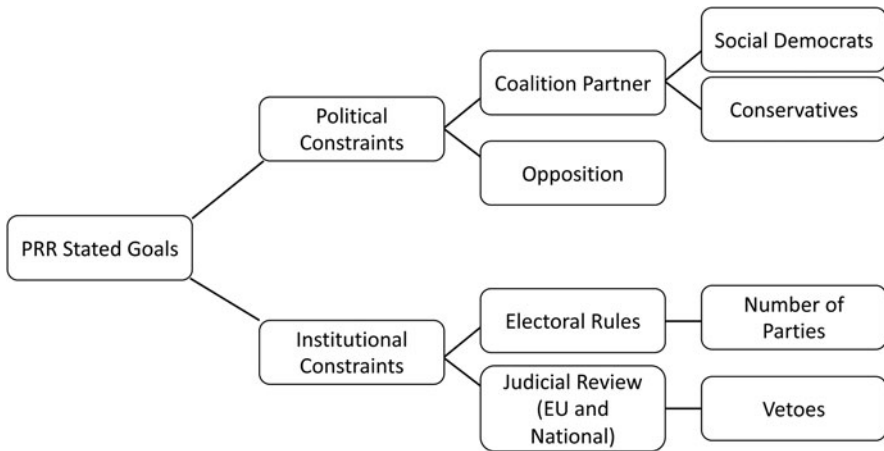 PRR Stated Goals
Political
Constraints
Coalition Partner
Social Democrats
Conservatives
Opposition
Institutional
Constraints
Electoral Rules
Number of
Parties
Judicial Review
(EU and
National)
Vetoes